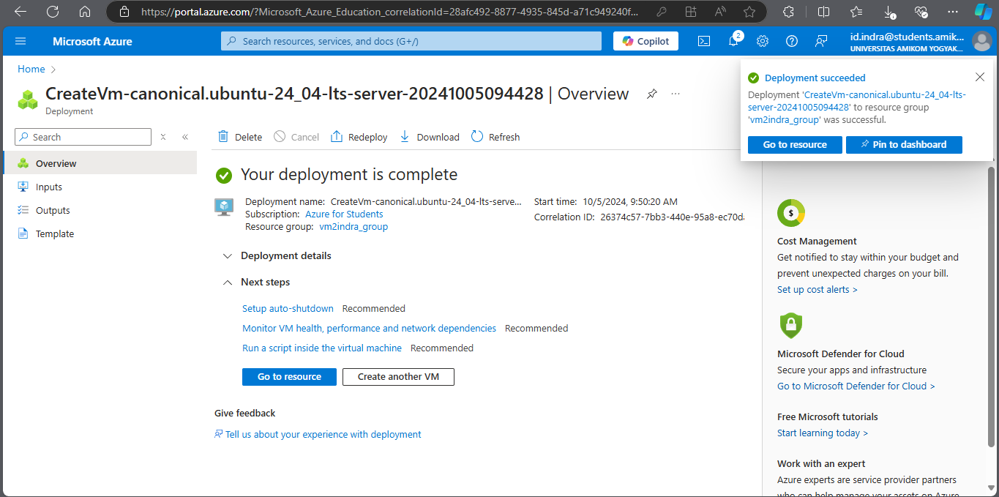 https://portal.azure.com/?Microsoft_Azure_Education_correlationId=28afc492-8877-4935-845d-a71c949240f...
Microsoft Azure
Search resources, services, and docs (G+/)
Copilot
2
id.indra@students.amik...
UNIVERSITAS AMIKOM YOGYAK...
Home
CreateVm-canonical.ubuntu-24_04-lts-server-20241005094428 | Overview
Deployment
Deployment succeeded
Deployment 'CreateVm-canonical.ubuntu-24_04-lts-
server-20241005094428' to resource group
'vm2indra_group' was successful.
Go to resource
Pin to dashboard
Search
Overview
Inputs
Outputs
Template
Delete
Cancel
Redeploy
Download
Refresh
Your deployment is complete
Deployment name: CreateVm-canonical.ubuntu-24_04-lts-serve...
Subscription: Azure for Students
Resource group: vm2indra_group
Start time: 10/5/2024, 9:50:20 AM
Correlation ID: 26374c57-7bb3-440e-95a8-ec70d
Deployment details
Next steps
Setup auto-shutdown Recommended
Monitor VM health, performance and network dependencies Recommended
Run a script inside the virtual machine Recommended
Go to resource
Create another VM
Give feedback
Tell us about your experience with deployment
Cost Management
Get notified to stay within your budget and
prevent unexpected charges on your bill.
Set up cost alerts >
Microsoft Defender for Cloud
Secure your apps and infrastructure
Go to Microsoft Defender for Cloud >
Free Microsoft tutorials
Start learning today >
Work with an expert
Azure experts are service provider partners
who can help manage your assets on Azure